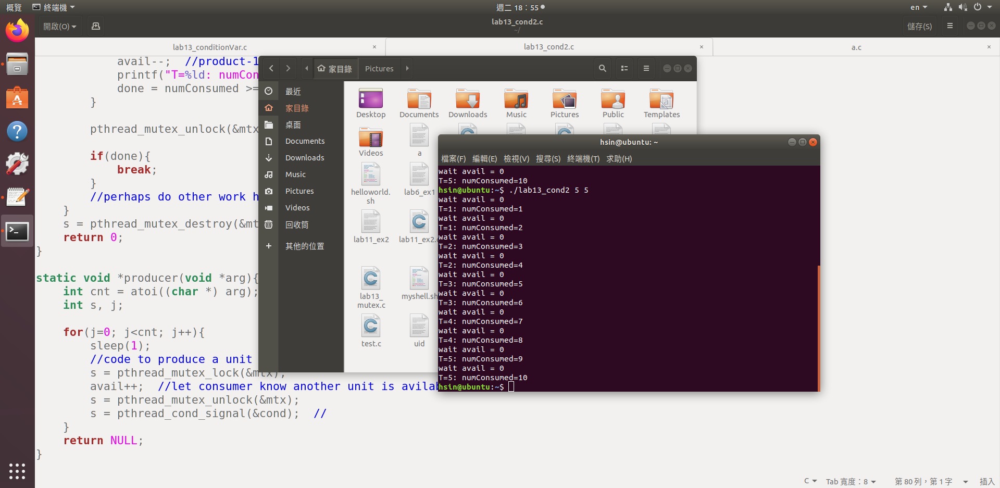 概覽
終端機
週二 18：55
en
開啟(O)
lab13_cond2.c
~/
儲存(S)
lab13_conditionVar.c
lab13_cond2.c
a.c
avail--;  //product-1
printf("T=%ld: numCon
done = numConsumed >=
}
pthread_mutex_unlock(&mtx
if(done){
break;
}
//perhaps do other work h
}
s = pthread_mutex_destroy(&mt
return 0;
}
static void *producer(void *arg){
int cnt = atoi((char *) arg);
int s, j;
for(j=0; j<cnt; j++){
sleep(1);
//code to produce a unit
s = pthread_mutex_lock(&mtx);
avail++;  //let consumer know another unit is avilab
s = pthread_mutex_unlock(&mtx);
s = pthread_cond_signal(&cond);  //
}
return NULL;
}
家目錄
Pictures
最近
家目錄
桌面
Documents
Downloads
Music
Pictures
Videos
回收筒
其他的位置
Desktop
Documents
Downloads
Music
Pictures
Public
Templates
Videos
a
helloworld.
sh
lab6_ex1
lab11_ex2
lab11_ex2.
lab13_
mutex.c
myshell.sh
test.c
uid
hsin@ubuntu: ~
檔案(F) 編輯(E) 檢視(V) 搜尋(S) 終端機(T) 求助(H)
wait avail = 0
T=5: numConsumed=10
hsin@ubuntu:~$ ./lab13_cond2 5 5
wait avail = 0
T=1: numConsumed=1
wait avail = 0
T=1: numConsumed=2
wait avail = 0
T=2: numConsumed=3
wait avail = 0
T=2: numConsumed=4
wait avail = 0
T=3: numConsumed=5
wait avail = 0
T=3: numConsumed=6
wait avail = 0
T=4: numConsumed=7
wait avail = 0
T=4: numConsumed=8
wait avail = 0
T=5: numConsumed=9
wait avail = 0
T=5: numConsumed=10
hsin@ubuntu:~$
C
Tab 寬度：8
第 80 列，第 1 字
插入